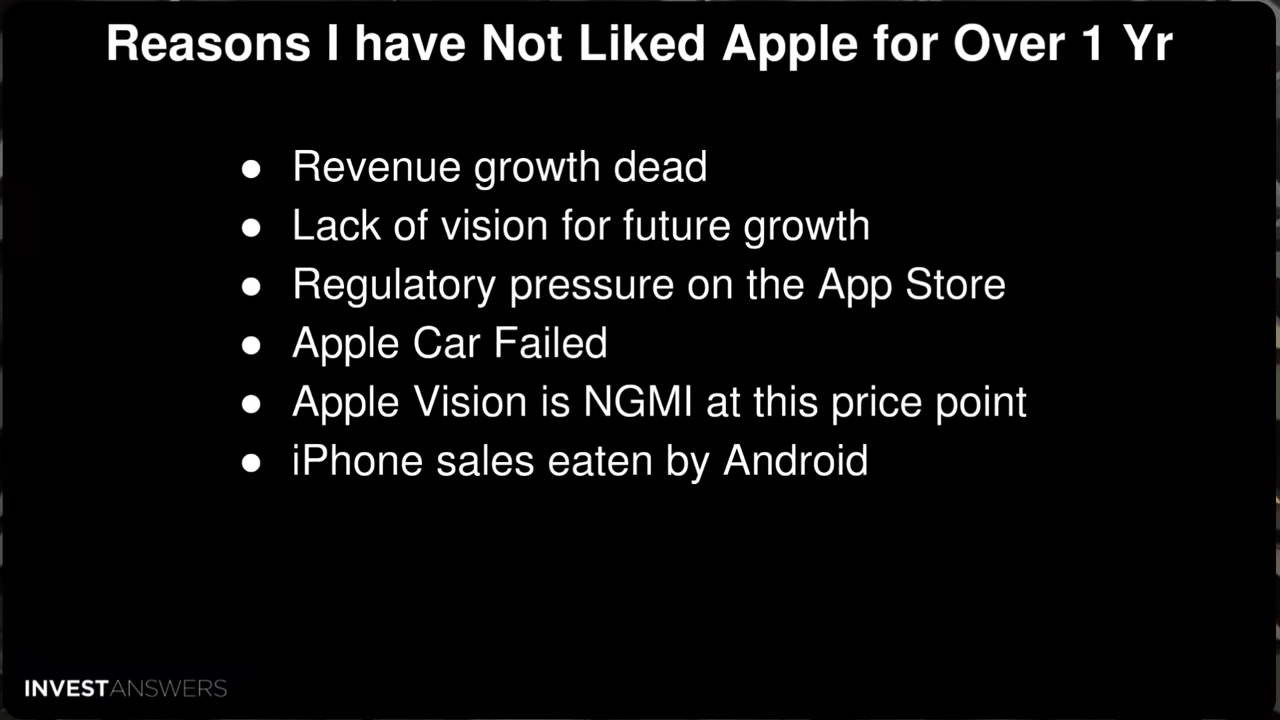 Reasons I have Not Liked Apple for Over 1 Yr
● Revenue growth dead
● Lack of vision for future growth
● Regulatory pressure on the App Store
● Apple Car Failed
● Apple Vision is NGMI at this price point
● iPhone sales eaten by Android
INVESTANSWERS